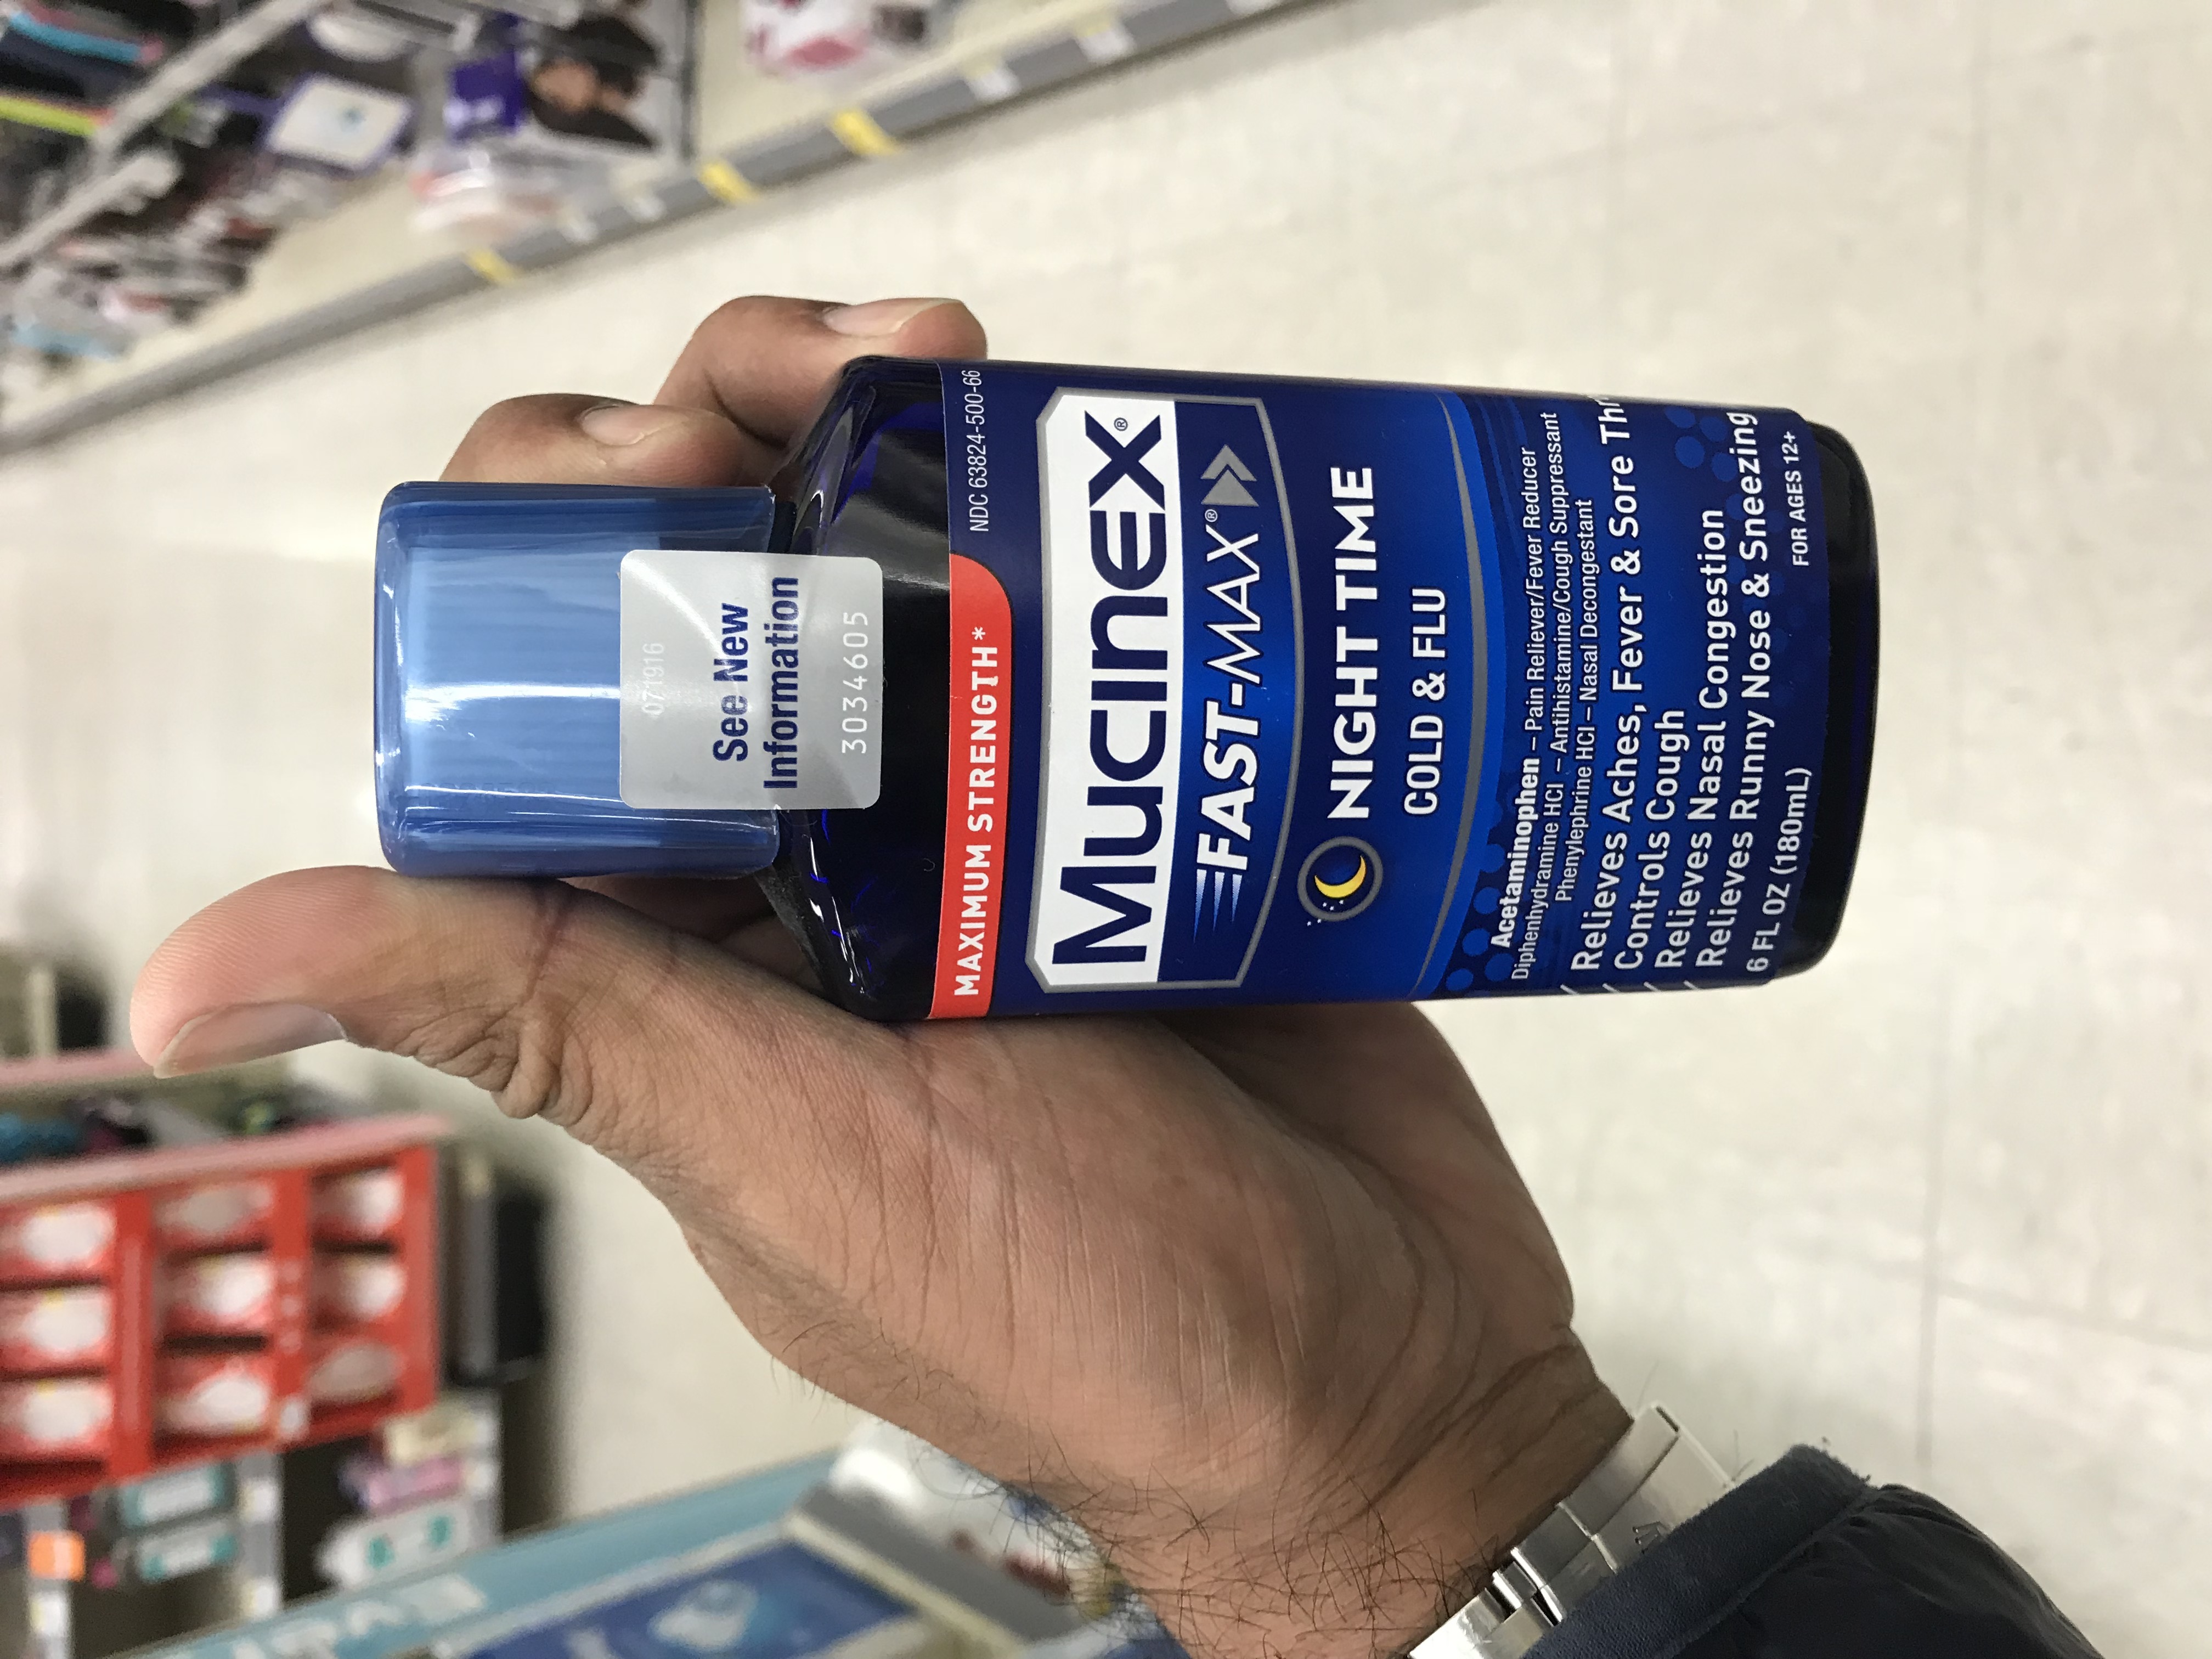 071916
See New
Information
3034605
MAXIMUM STRENGTH*
NDC 63824-500-66
MUCINEX®
FAST-MAX®
NIGHT TIME
COLD & FLU
Acetaminophen – Pain Reliever/Fever Reducer
Diphenhydramine HCl – Antihistamine/Cough Suppressant
Phenylephrine HCl – Nasal Decongestant
Relieves Aches, Fever & Sore Thr
Controls Cough
Relieves Nasal Congestion
Relieves Runny Nose & Sneezing
6 FL OZ (180mL)
FOR AGES 12+